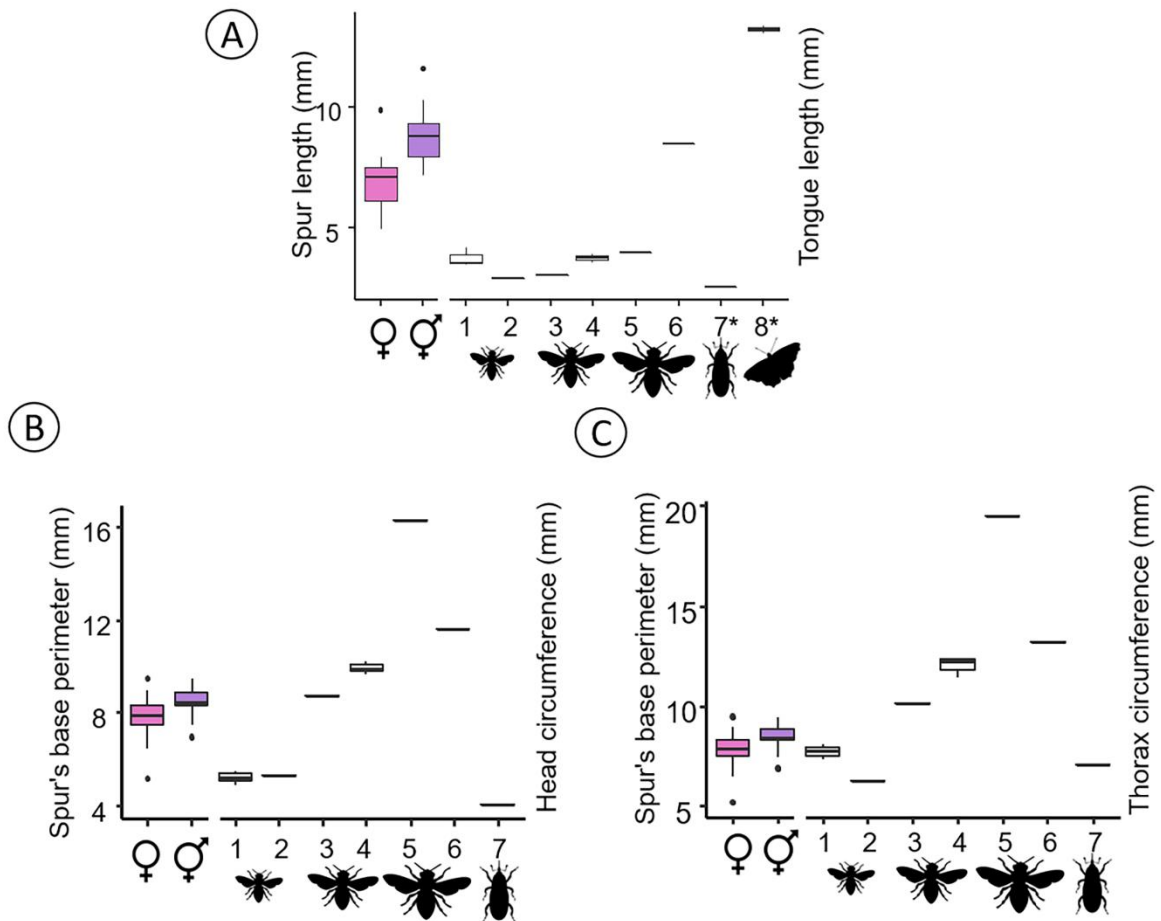 A
Spur length (mm)
10
5
Tongue length (mm)
1 2 3 4 5 6 7* 8*
B
Spur's base perimeter (mm)
16
12
8
4
Head circumference (mm)
1 2 3 4 5 6 7
C
Spur's base perimeter (mm)
20
15
10
5
Thorax circumference (mm)
1 2 3 4 5 6 7